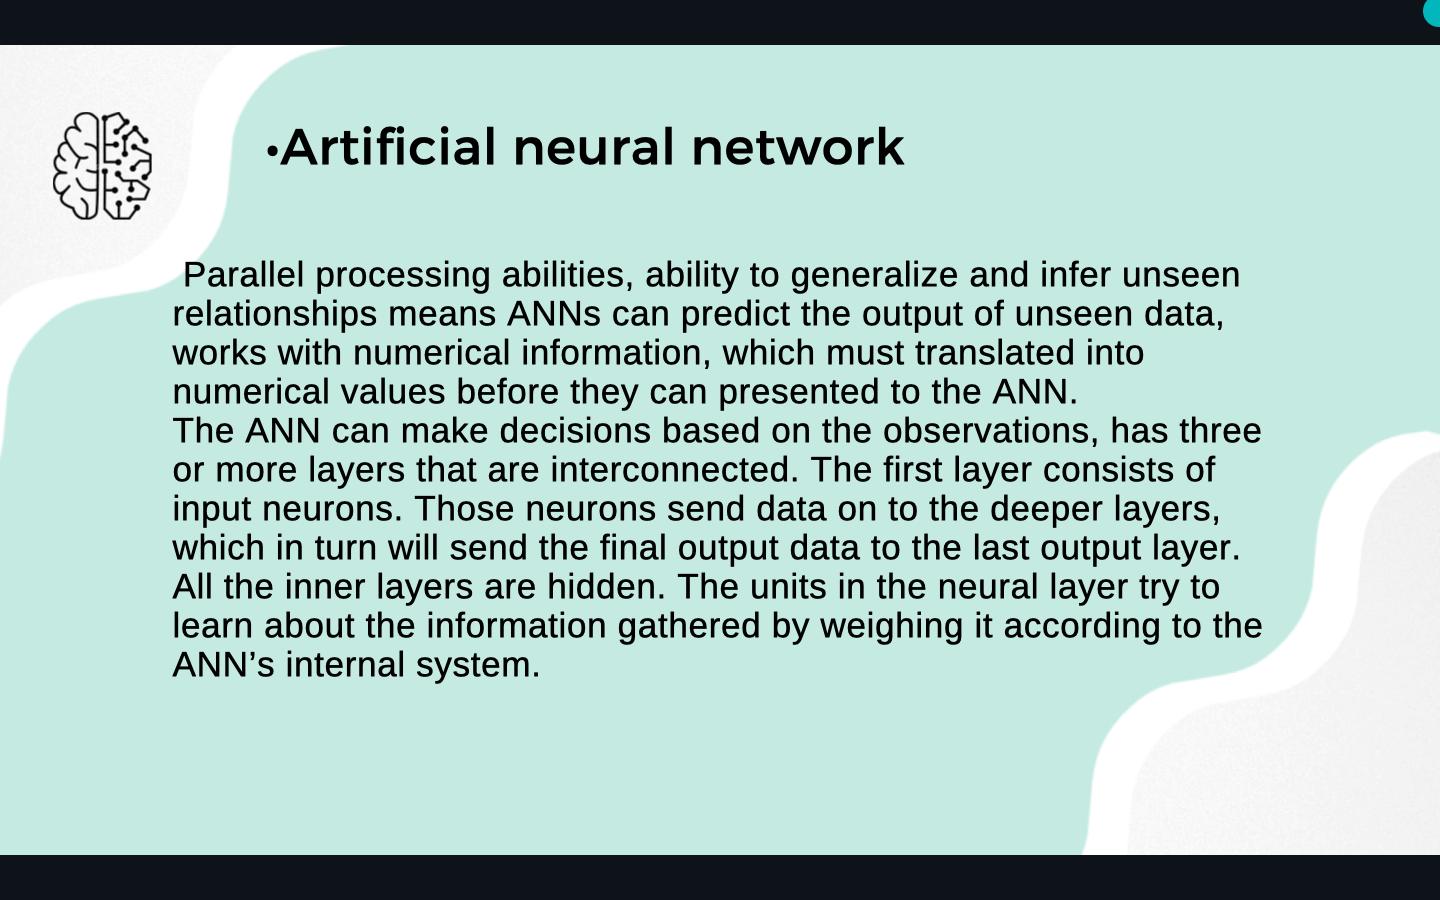 •Artificial neural network
Parallel processing abilities, ability to generalize and infer unseen
relationships means ANNs can predict the output of unseen data,
works with numerical information, which must translated into
numerical values before they can presented to the ANN.
The ANN can make decisions based on the observations, has three
or more layers that are interconnected. The first layer consists of
input neurons. Those neurons send data on to the deeper layers,
which in turn will send the final output data to the last output layer.
All the inner layers are hidden. The units in the neural layer try to
learn about the information gathered by weighing it according to the
ANN’s internal system.